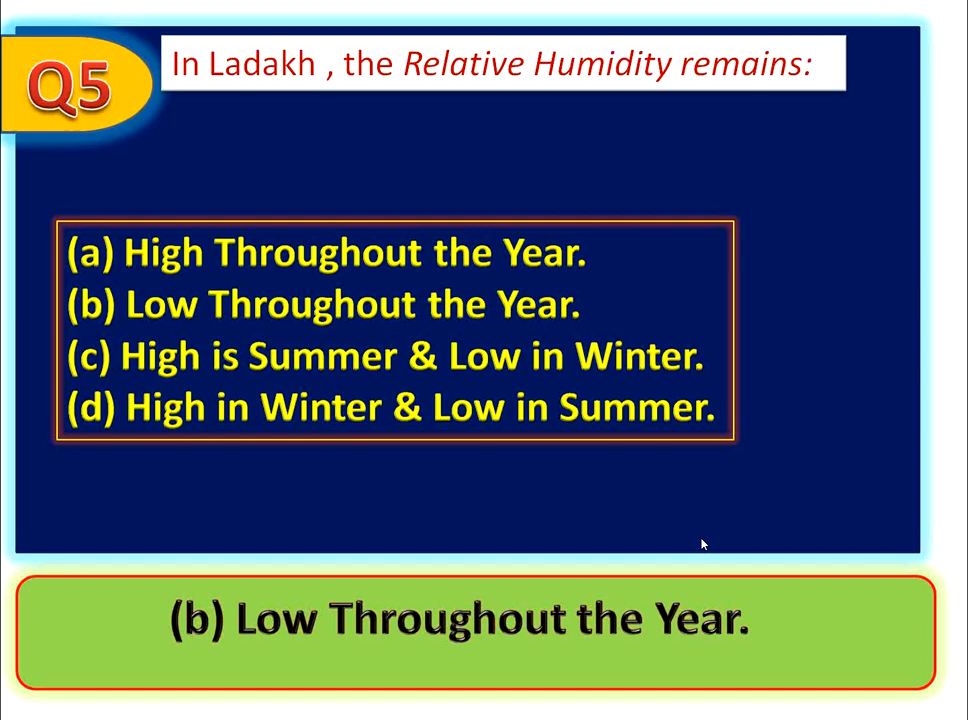 Q5
In Ladakh , the Relative Humidity remains:
(a) High Throughout the Year.
(b) Low Throughout the Year.
(c) High is Summer & Low in Winter.
(d) High in Winter & Low in Summer.
(b) Low Throughout the Year.